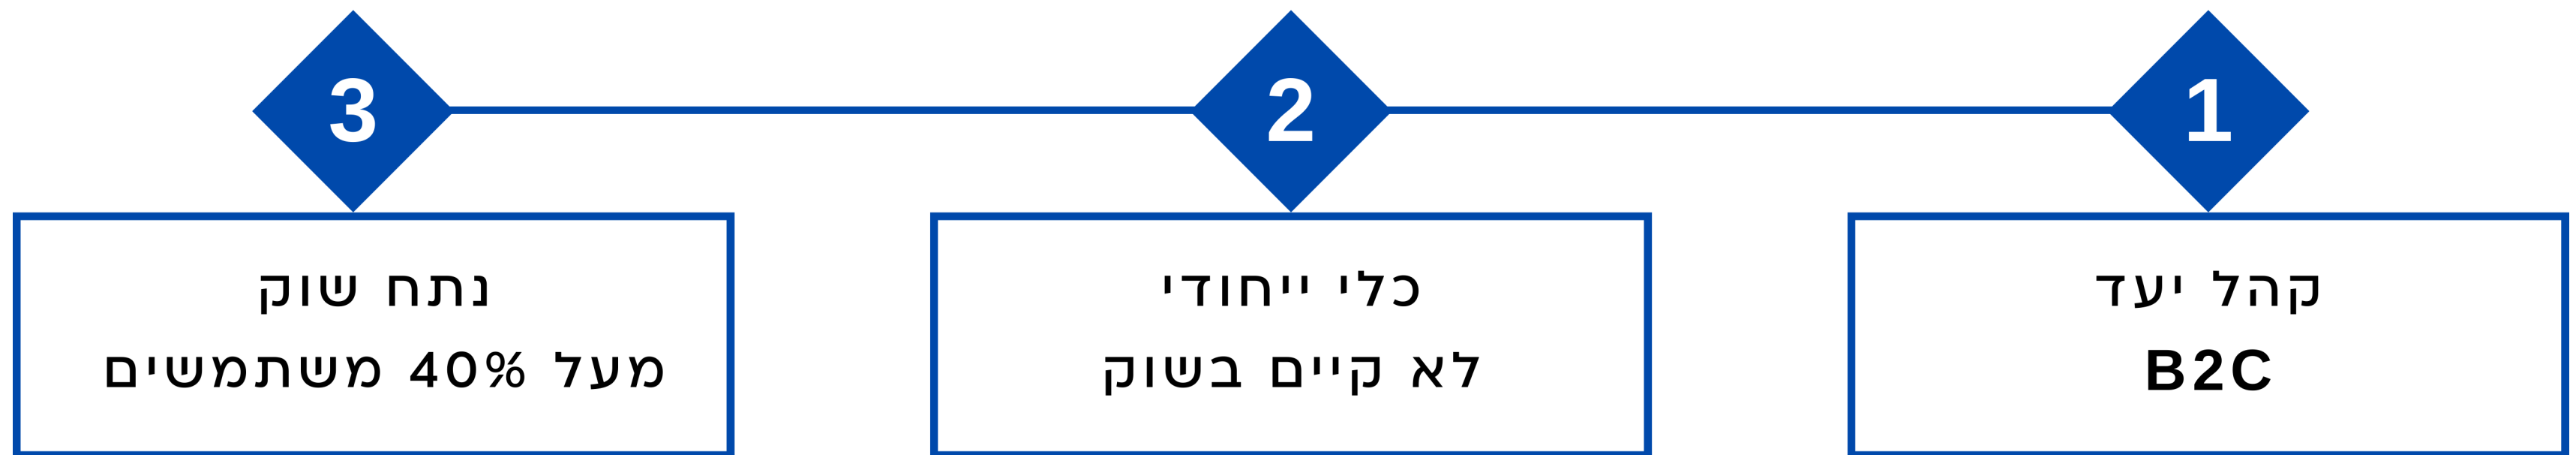 1
קהל יעד
B2C
2
כלי ייחודי
לא קיים בשוק
3
נתח שוק
מעל 40% משתמשים